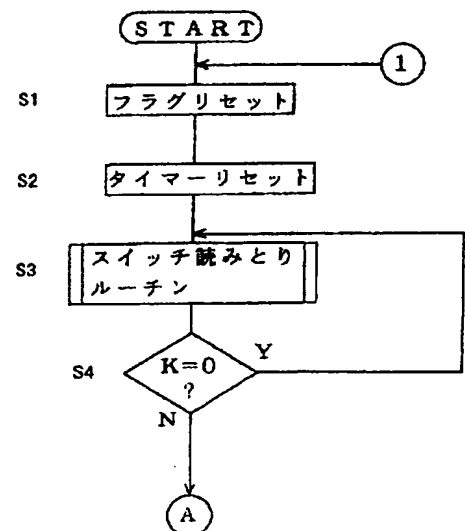 START
1
S1
フラグリセット
S2
タイマーリセット
S3
スイッチ読みとり
ルーチン
S4
K=0
?
Y
N
A